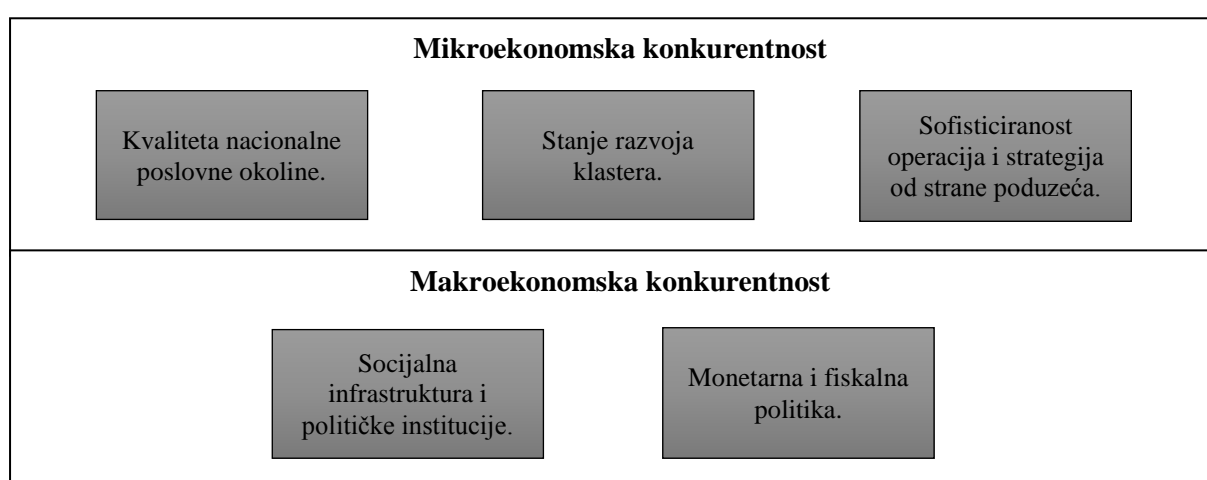 Mikroekonomska konkurentnost
Kvaliteta nacionalne
poslovne okoline.
Stanje razvoja
klastera.
Sofisticiranost
operacija i strategija
od strane poduzeća.
Makroekonomska konkurentnost
Socijalna
infrastruktura i
političke institucije.
Monetarna i fiskalna
politika.